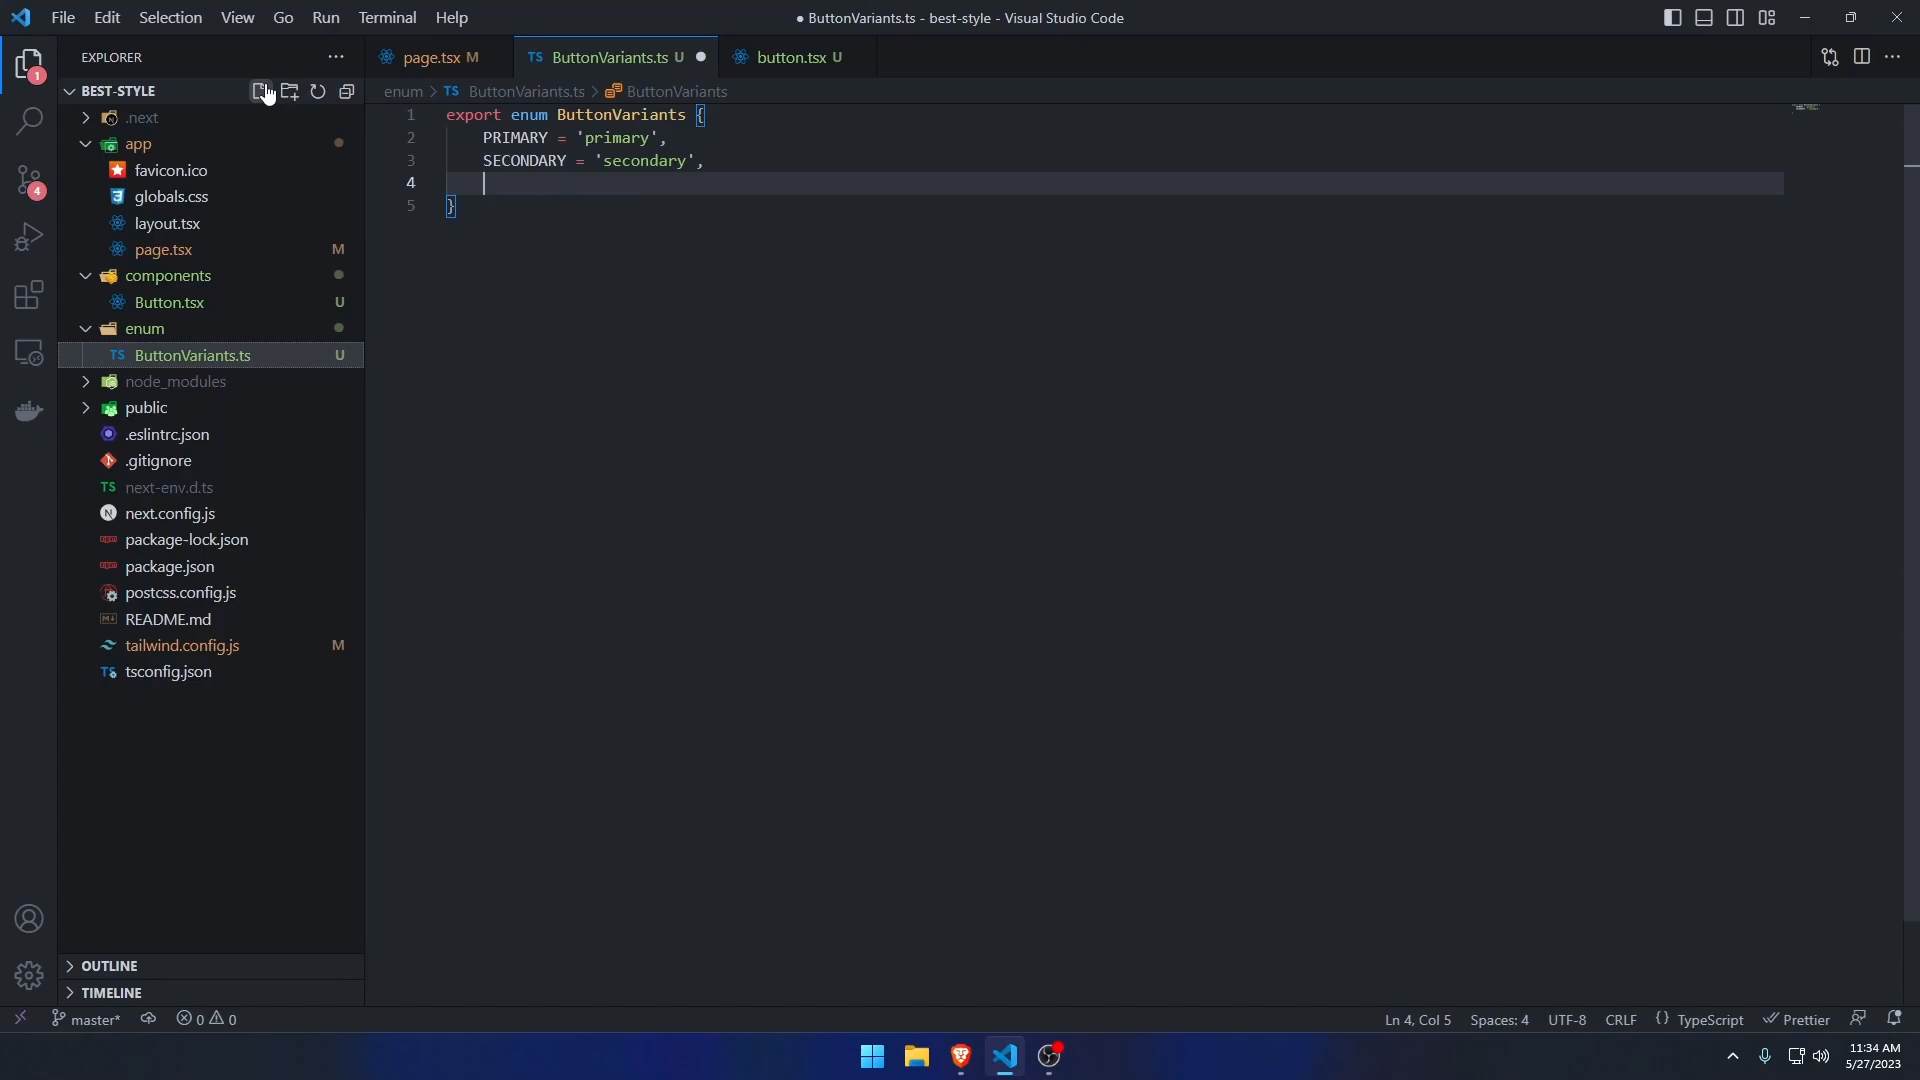 File Edit Selection View Go Run Terminal Help
● ButtonVariants.ts - best-style - Visual Studio Code
EXPLORER
page.tsx M
TS ButtonVariants.ts U
button.tsx U
BEST-STYLE
enum > TS ButtonVariants.ts > ButtonVariants
.next
app
favicon.ico
globals.css
layout.tsx
page.tsx M
components
Button.tsx U
enum
TS ButtonVariants.ts U
node_modules
public
.eslintrc.json
.gitignore
TS next-env.d.ts
N next.config.js
package-lock.json
package.json
postcss.config.js
README.md
tailwind.config.js M
TS tsconfig.json
OUTLINE
TIMELINE
1 export enum ButtonVariants {
2 PRIMARY = 'primary',
3 SECONDARY = 'secondary',
4
5 }
1
4
master* 0 0
Ln 4, Col 5 Spaces: 4 UTF-8 CRLF {} TypeScript Prettier
11:34 AM
5/27/2023